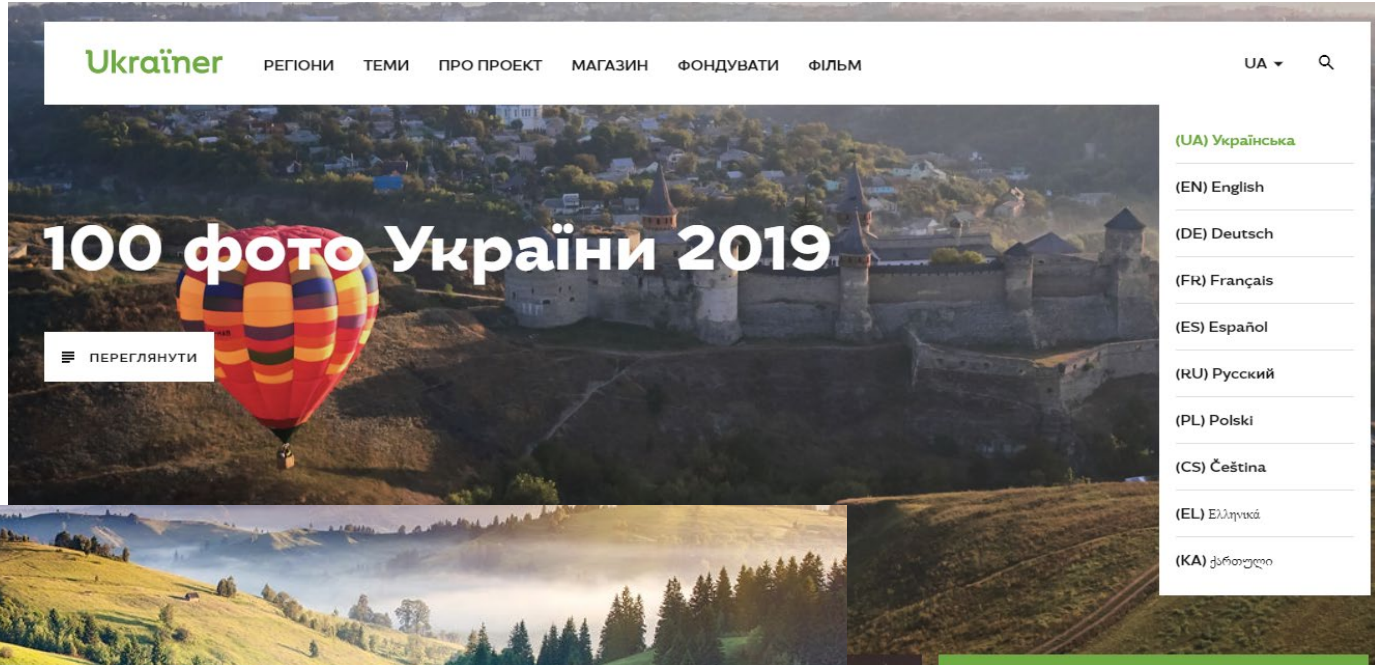 Ukraїner РЕГІОНИ ТЕМИ ПРО ПРОЕКТ МАГАЗИН ФОНДУВАТИ ФІЛЬМ UA
(UA) Українська
(EN) English
(DE) Deutsch
(FR) Français
(ES) Español
(RU) Русский
(PL) Polski
(CS) Čeština
(EL) Ελληνικά
(KA) ქართული
100 фото України 2019
ПЕРЕГЛЯНУТИ